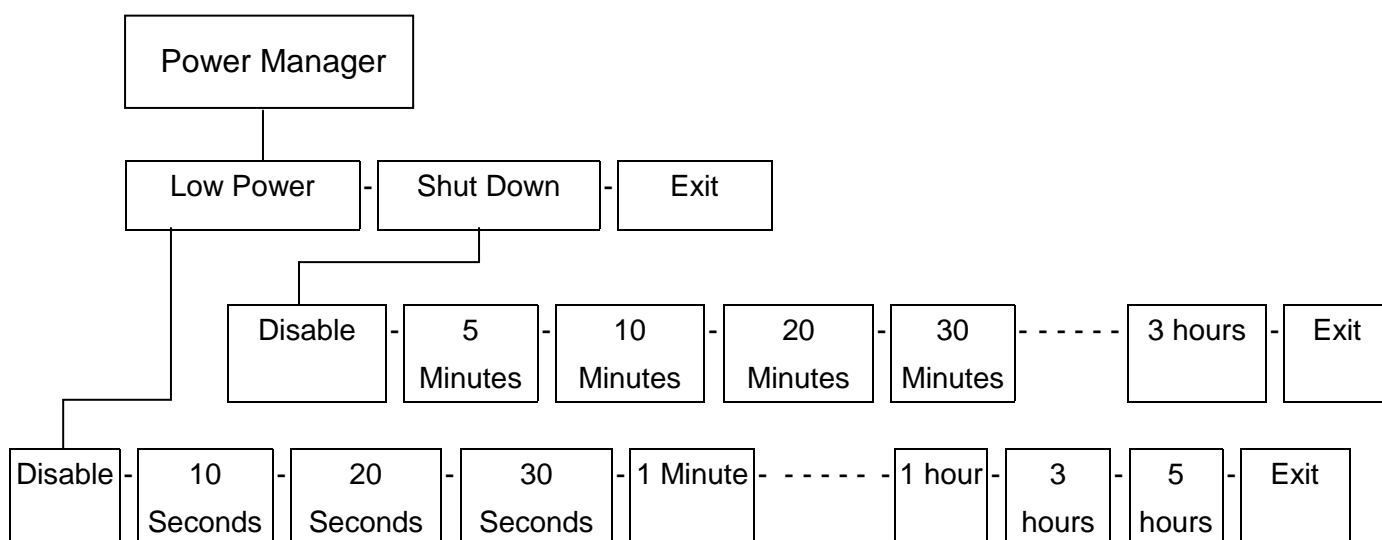 Power Manager
Low Power - Shut Down - Exit
Disable - 5 Minutes - 10 Minutes - 20 Minutes - 30 Minutes - - - - - - 3 hours - Exit
Disable - 10 Seconds - 20 Seconds - 30 Seconds - 1 Minute - - - - - - 1 hour - 3 hours - 5 hours - Exit